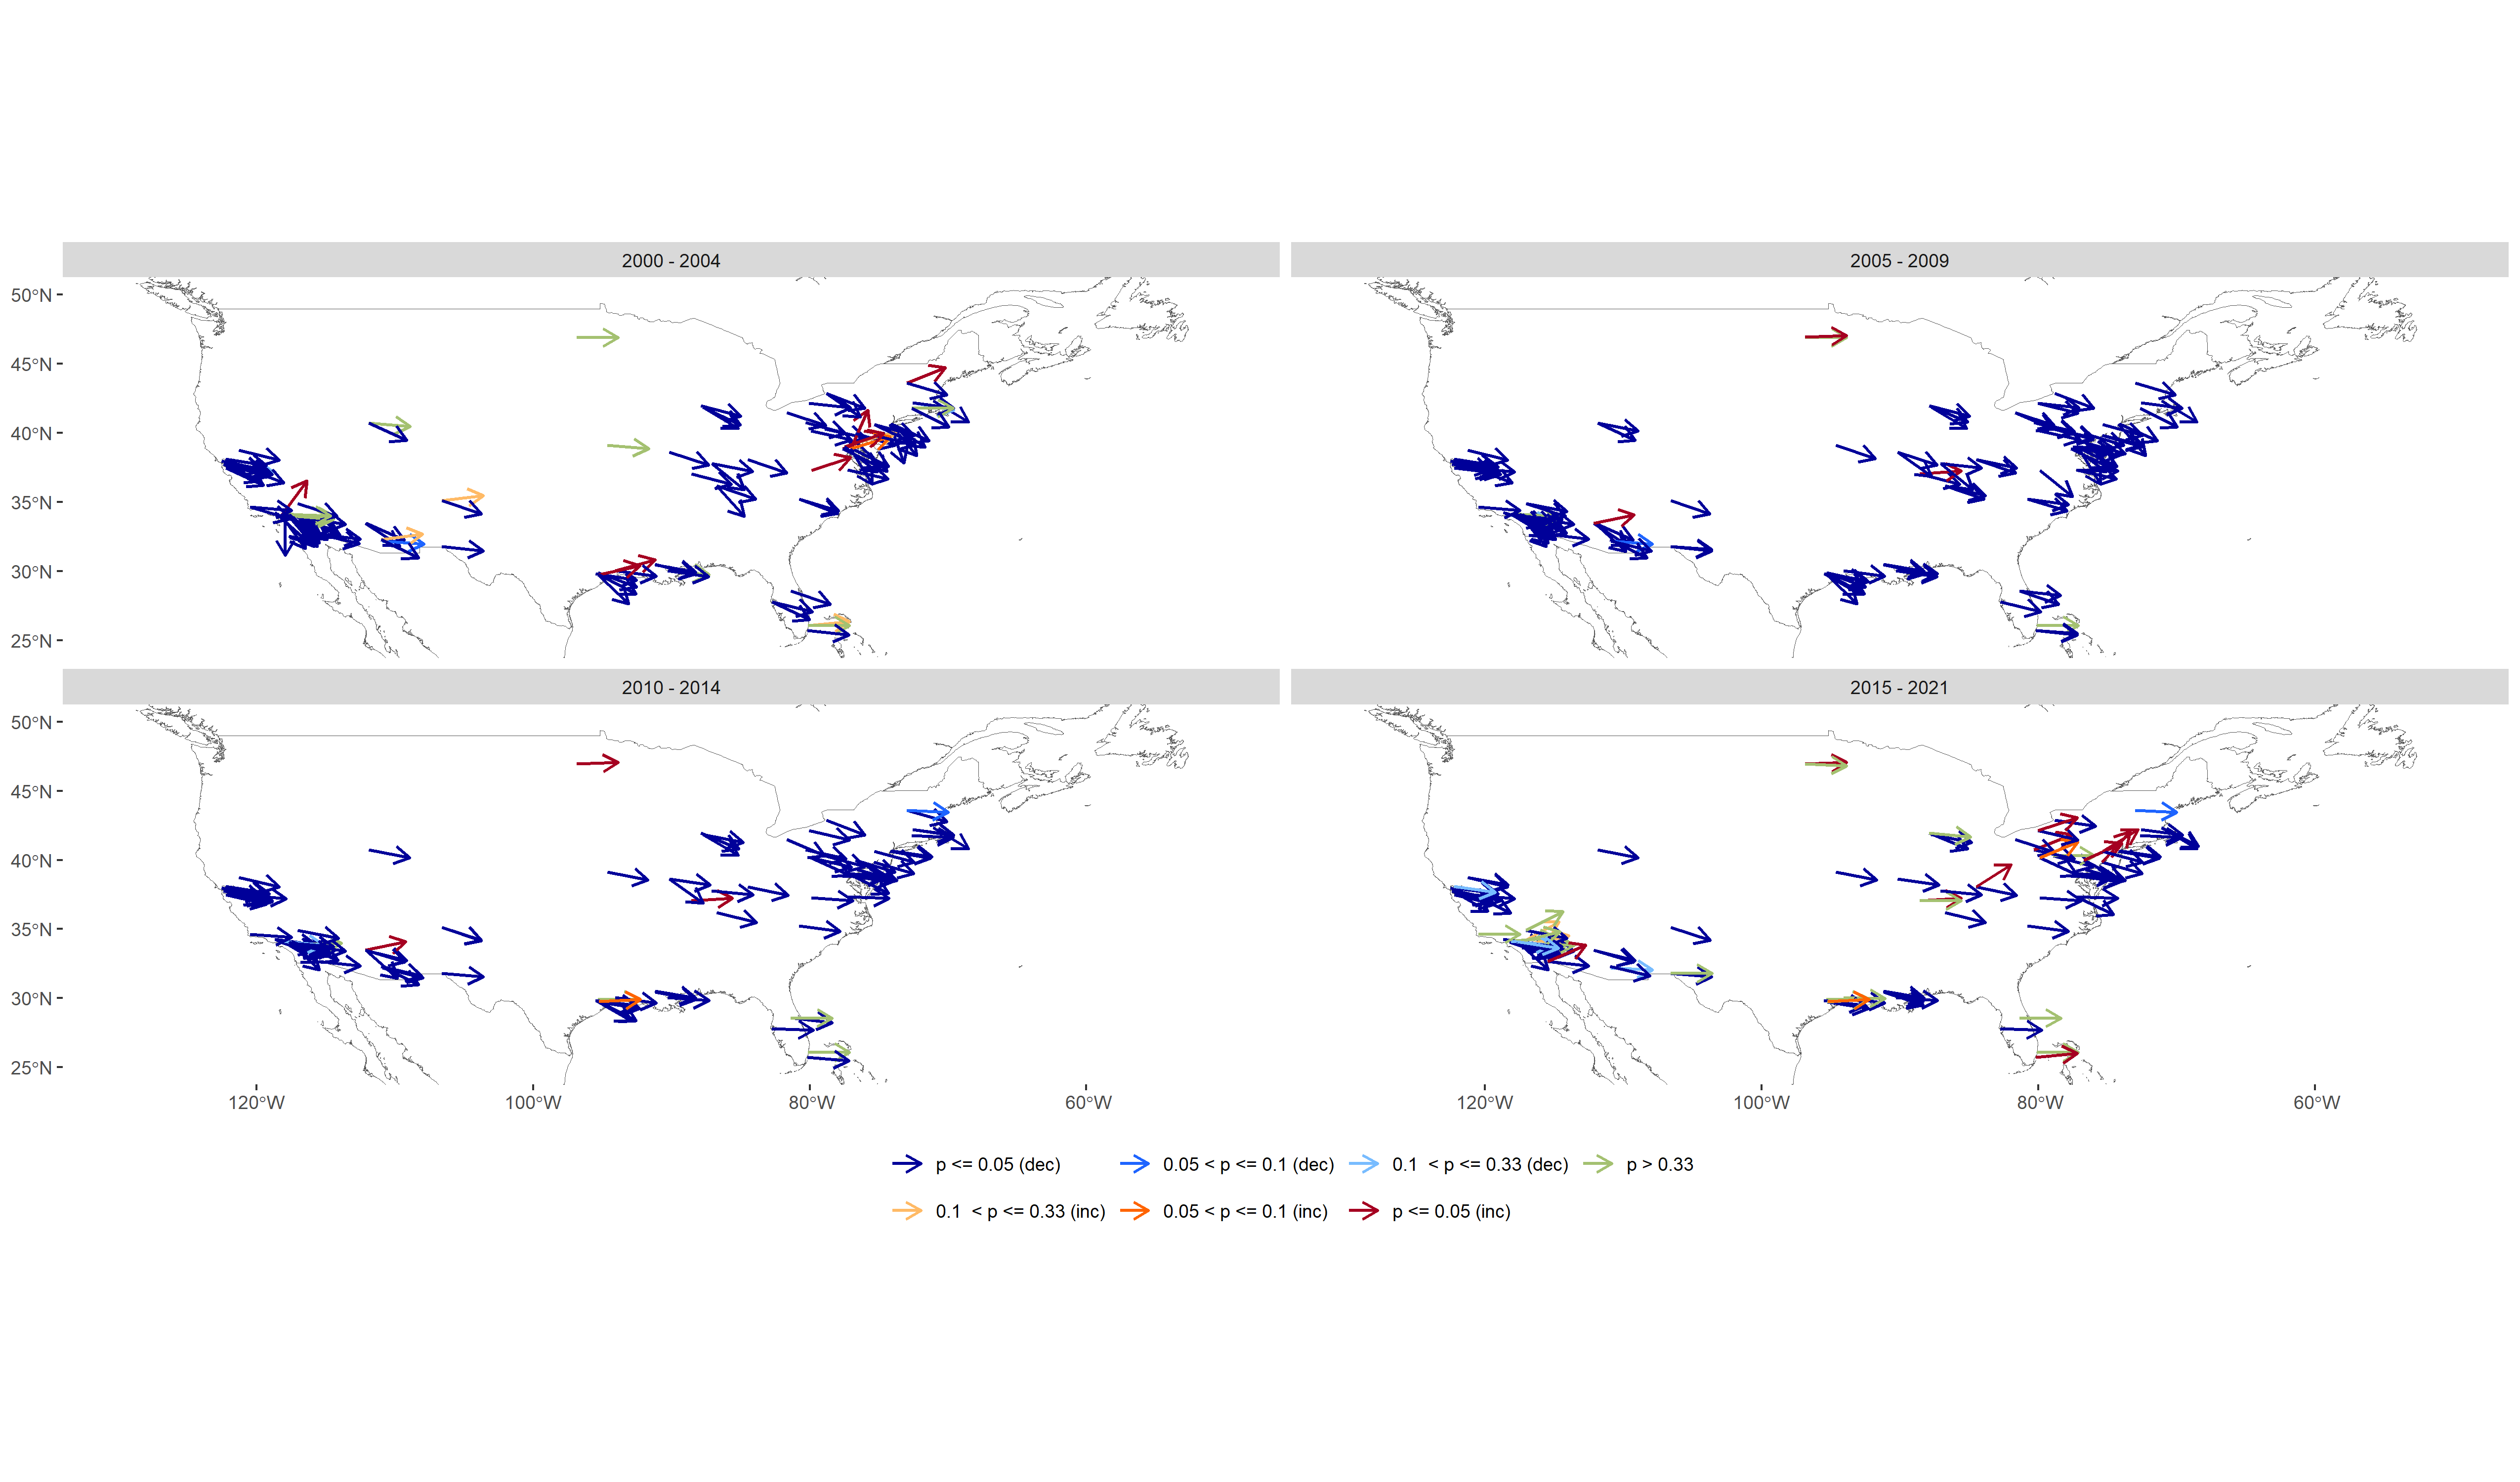 2000 - 2004
2005 - 2009
50°N
45°N
40°N
35°N
30°N
25°N
2010 - 2014
2015 - 2021
50°N
45°N
40°N
35°N
30°N
25°N
120°W
100°W
80°W
60°W
120°W
100°W
80°W
60°W
p <= 0.05 (dec)
0.05 < p <= 0.1 (dec)
0.1  < p <= 0.33 (dec)
p > 0.33
0.1  < p <= 0.33 (inc)
0.05 < p <= 0.1 (inc)
p <= 0.05 (inc)